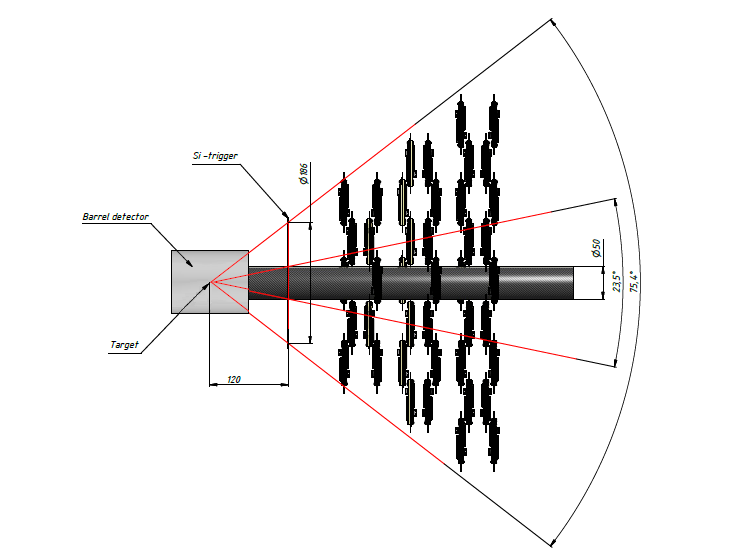 Si-trigger
Ø186
Barrel detector
Ø50
23,5°
75,4°
Target
120